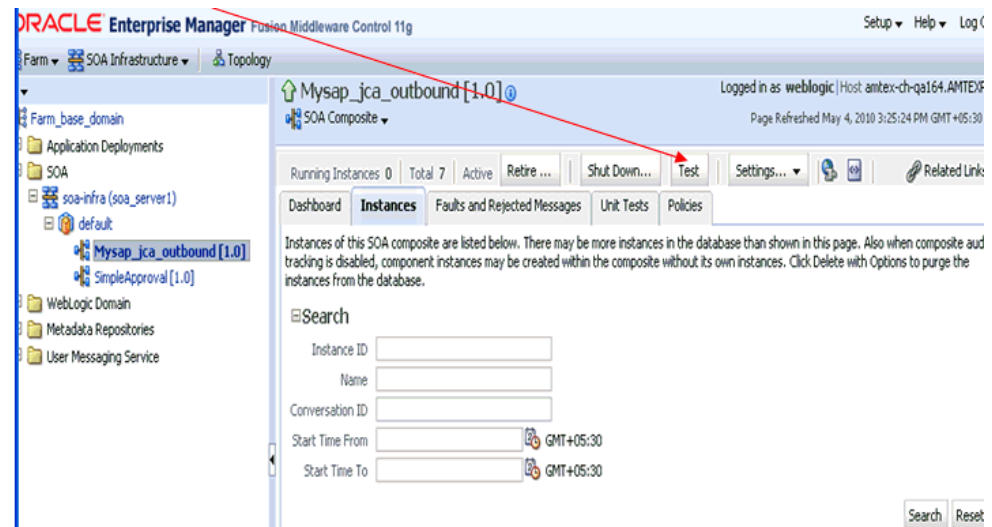 ORACLE Enterprise Manager Fusion Middleware Control 11g
Setup Help Log
Farm SOA Infrastructure Topology
Mysap_jca_outbound [1.0]
Logged in as weblogic | Host amtex-ch-qa164.AMTEXP
SOA Composite
Page Refreshed May 4, 2010 3:25:24 PM GMT+05:30
Farm_base_domain
Application Deployments
SOA
soa-infra (soa_server1)
default
Mysap_jca_outbound [1.0]
SimpleApproval [1.0]
WebLogic Domain
Metadata Repositories
User Messaging Service
Running Instances 0 Total 7 Active Retire ... Shut Down... Test Settings... Related Links
Dashboard Instances Faults and Rejected Messages Unit Tests Policies
Instances of this SOA composite are listed below. There may be more instances in the database than shown in this page. Also when composite aud
tracking is disabled, component instances may be created within the composite without its own instances. Click Delete with Options to purge the
instances from the database.
Search
Instance ID
Name
Conversation ID
Start Time From GMT+05:30
Start Time To GMT+05:30
Search Reset